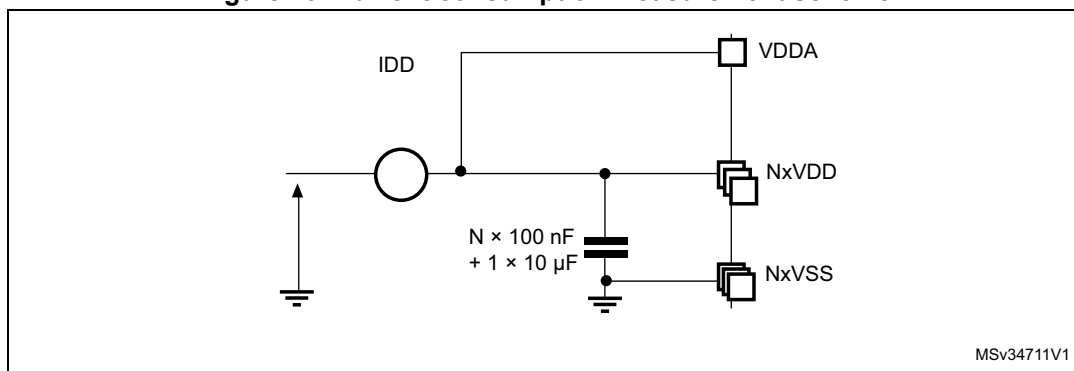 IDD
VDDA
NxVDD
N × 100 nF
+ 1 × 10 µF
NxVSS
MSv34711V1